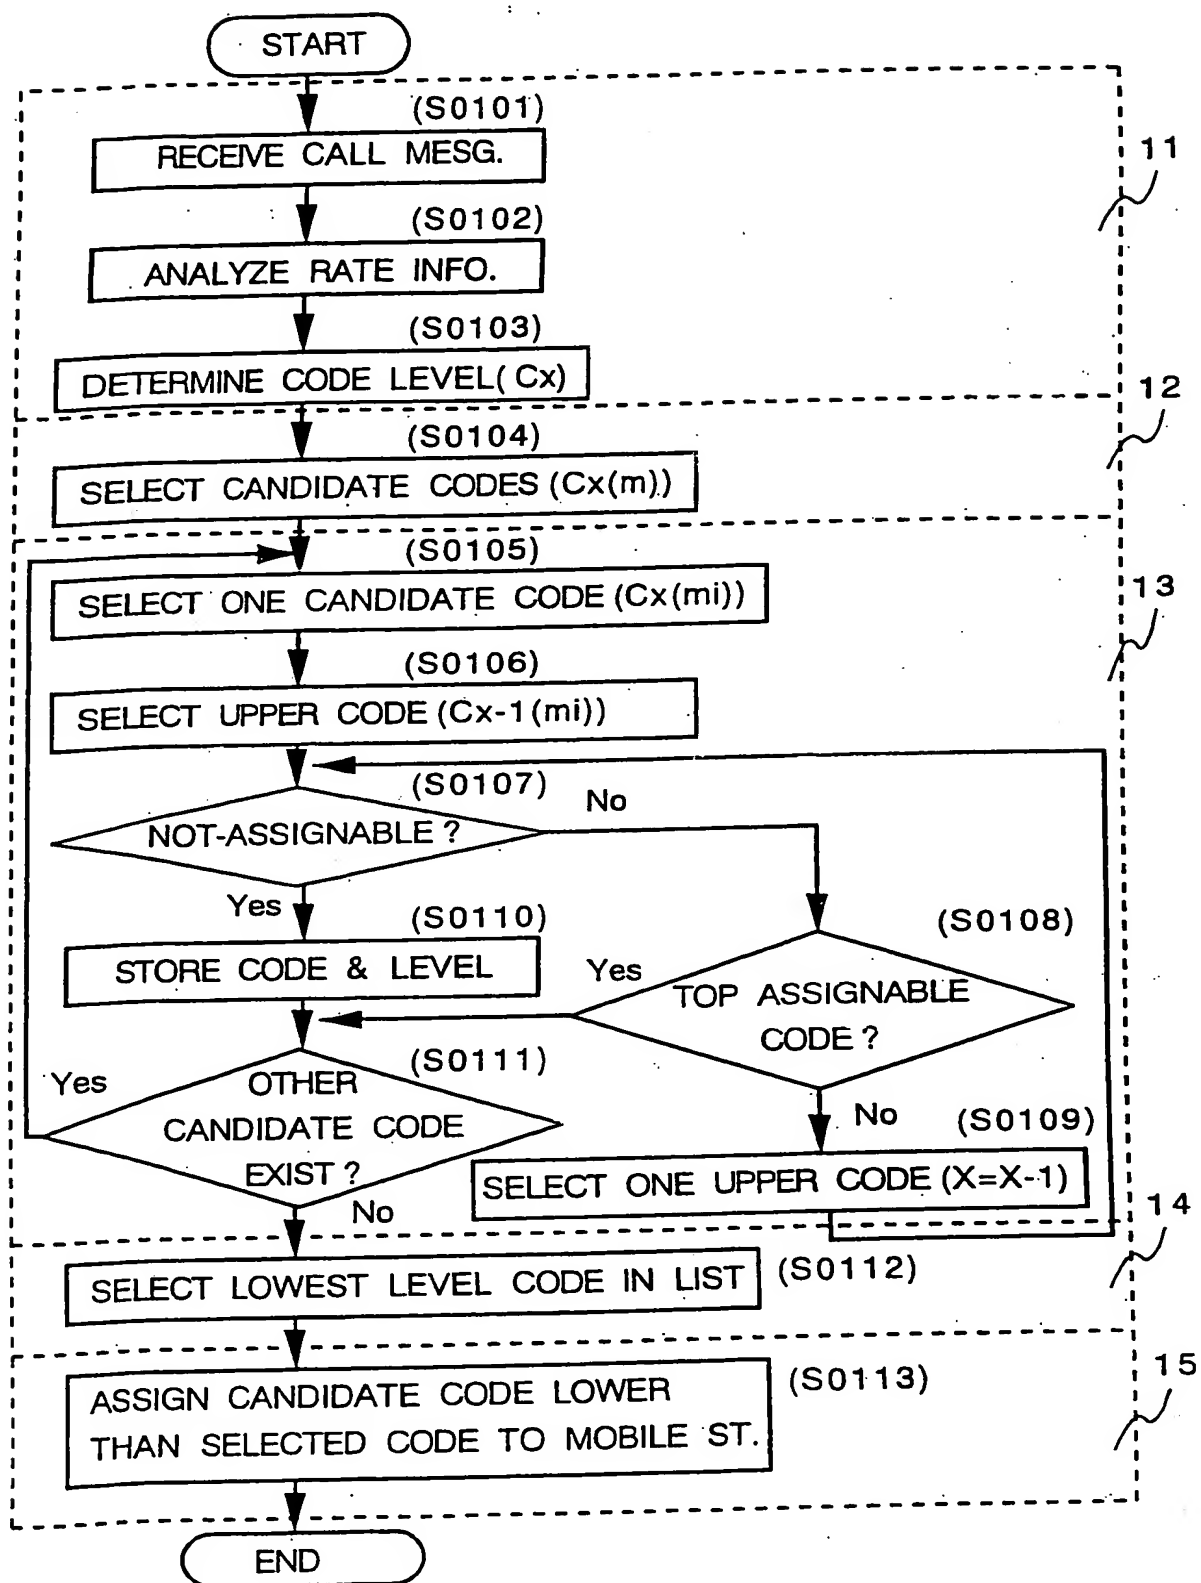 START
(S0101)
RECEIVE CALL MESG.
11
(S0102)
ANALYZE RATE INFO.
(S0103)
DETERMINE CODE LEVEL(Cx)
12
(S0104)
SELECT CANDIDATE CODES (Cx(m))
(S0105)
SELECT ONE CANDIDATE CODE (Cx(mi))
13
(S0106)
SELECT UPPER CODE (Cx-1(mi))
(S0107)
NOT-ASSIGNABLE ?
No
Yes
(S0110)
STORE CODE & LEVEL
(S0108)
Yes
TOP ASSIGNABLE
CODE ?
(S0111)
Yes
OTHER
CANDIDATE CODE
EXIST ?
No
No
(S0109)
SELECT ONE UPPER CODE (X=X-1)
14
SELECT LOWEST LEVEL CODE IN LIST
(S0112)
ASSIGN CANDIDATE CODE LOWER
THAN SELECTED CODE TO MOBILE ST.
(S0113)
15
END